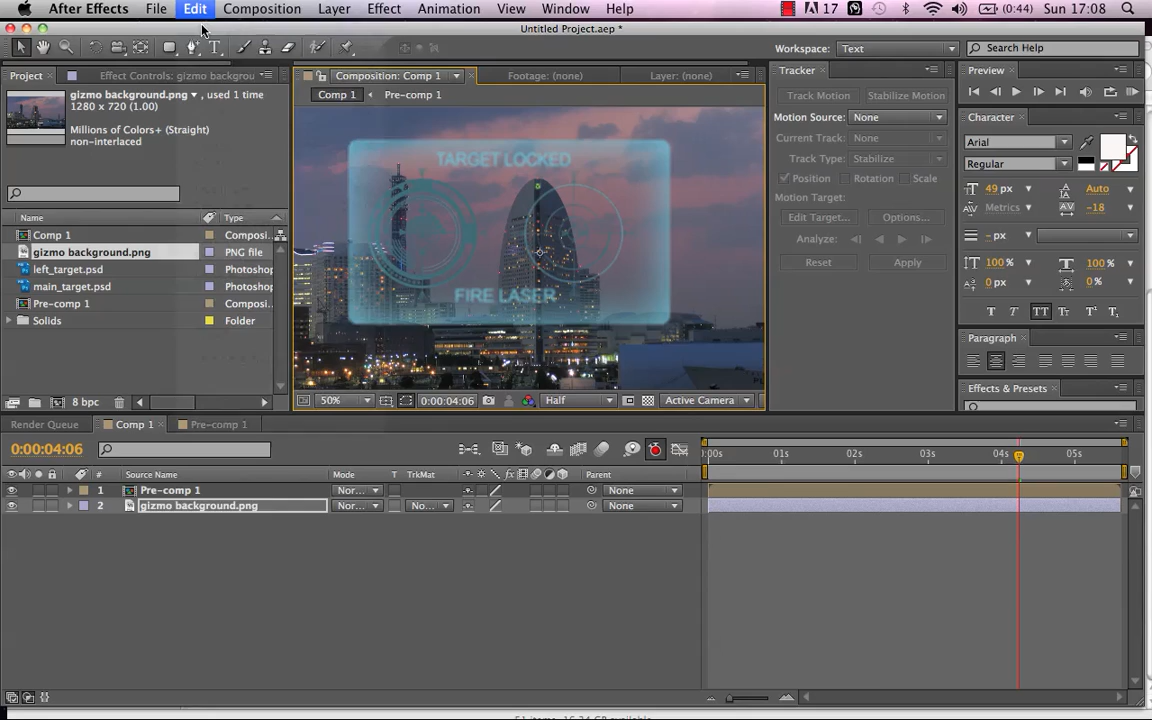 After Effects File Edit Composition Layer Effect Animation View Window Help 17 (0:44) Sun 17:08
Untitled Project.aep *
Workspace: Text Search Help
Project Effect Controls: gizmo backgrou Composition: Comp 1 Footage: (none) Layer: (none) Tracker Preview
gizmo background.png , used 1 time
1280 x 720 (1.00)
Millions of Colors+ (Straight)
non-interlaced
Comp 1 Pre-comp 1
Track Motion Stabilize Motion
Motion Source: None
Current Track: None
Track Type: Stabilize
Position Rotation Scale
Motion Target:
Edit Target... Options...
Analyze:
Reset Apply
Character
Arial
Regular
49 px Auto
Metrics -18
- px
100% 100%
0 px 0%
TT TT
Paragraph
Effects & Presets
TARGET LOCKED
FIRE LASER
Name Type
Comp 1 Composi
gizmo background.png PNG file
left_target.psd Photoshop
main_target.psd Photoshop
Pre-comp 1 Composi
Solids Folder
8 bpc 50% 0:00:04:06 Half Active Camera
Render Queue Comp 1 Pre-comp 1
0:00:04:06
:00s 01s 02s 03s 04s 05s
# Source Name Mode T TrkMat fx Parent
1 Pre-comp 1 Nor... None
2 gizmo background.png Nor... No... None